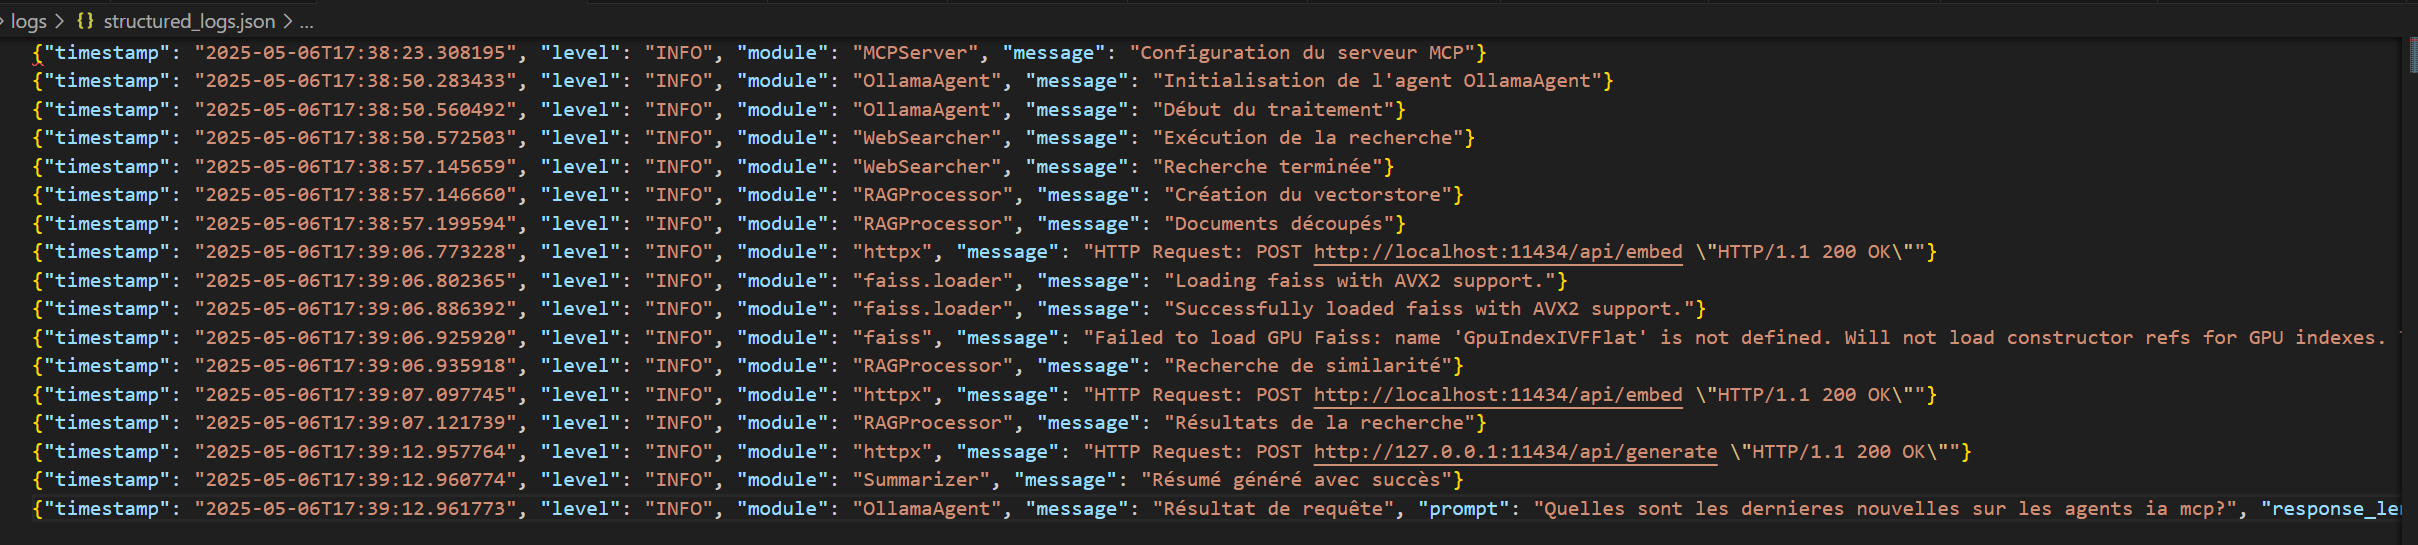 > logs > {} structured_logs.json > ...
{"timestamp": "2025-05-06T17:38:23.308195", "level": "INFO", "module": "MCPServer", "message": "Configuration du serveur MCP"}
{"timestamp": "2025-05-06T17:38:50.283433", "level": "INFO", "module": "OllamaAgent", "message": "Initialisation de l'agent OllamaAgent"}
{"timestamp": "2025-05-06T17:38:50.560492", "level": "INFO", "module": "OllamaAgent", "message": "Début du traitement"}
{"timestamp": "2025-05-06T17:38:50.572503", "level": "INFO", "module": "WebSearcher", "message": "Exécution de la recherche"}
{"timestamp": "2025-05-06T17:38:57.145659", "level": "INFO", "module": "WebSearcher", "message": "Recherche terminée"}
{"timestamp": "2025-05-06T17:38:57.146660", "level": "INFO", "module": "RAGProcessor", "message": "Création du vectorstore"}
{"timestamp": "2025-05-06T17:38:57.199594", "level": "INFO", "module": "RAGProcessor", "message": "Documents découpés"}
{"timestamp": "2025-05-06T17:39:06.773228", "level": "INFO", "module": "httpx", "message": "HTTP Request: POST http://localhost:11434/api/embed \"HTTP/1.1 200 OK\""}
{"timestamp": "2025-05-06T17:39:06.802365", "level": "INFO", "module": "faiss.loader", "message": "Loading faiss with AVX2 support."}
{"timestamp": "2025-05-06T17:39:06.886392", "level": "INFO", "module": "faiss.loader", "message": "Successfully loaded faiss with AVX2 support."}
{"timestamp": "2025-05-06T17:39:06.925920", "level": "INFO", "module": "faiss", "message": "Failed to load GPU Faiss: name 'GpuIndexIVFFlat' is not defined. Will not load constructor refs for GPU indexes.
{"timestamp": "2025-05-06T17:39:06.935918", "level": "INFO", "module": "RAGProcessor", "message": "Recherche de similarité"}
{"timestamp": "2025-05-06T17:39:07.097745", "level": "INFO", "module": "httpx", "message": "HTTP Request: POST http://localhost:11434/api/embed \"HTTP/1.1 200 OK\""}
{"timestamp": "2025-05-06T17:39:07.121739", "level": "INFO", "module": "RAGProcessor", "message": "Résultats de la recherche"}
{"timestamp": "2025-05-06T17:39:12.957764", "level": "INFO", "module": "httpx", "message": "HTTP Request: POST http://127.0.0.1:11434/api/generate \"HTTP/1.1 200 OK\""}
{"timestamp": "2025-05-06T17:39:12.960774", "level": "INFO", "module": "Summarizer", "message": "Résumé généré avec succès"}
{"timestamp": "2025-05-06T17:39:12.961773", "level": "INFO", "module": "OllamaAgent", "message": "Résultat de requête", "prompt": "Quelles sont les dernieres nouvelles sur les agents ia mcp?", "response_le